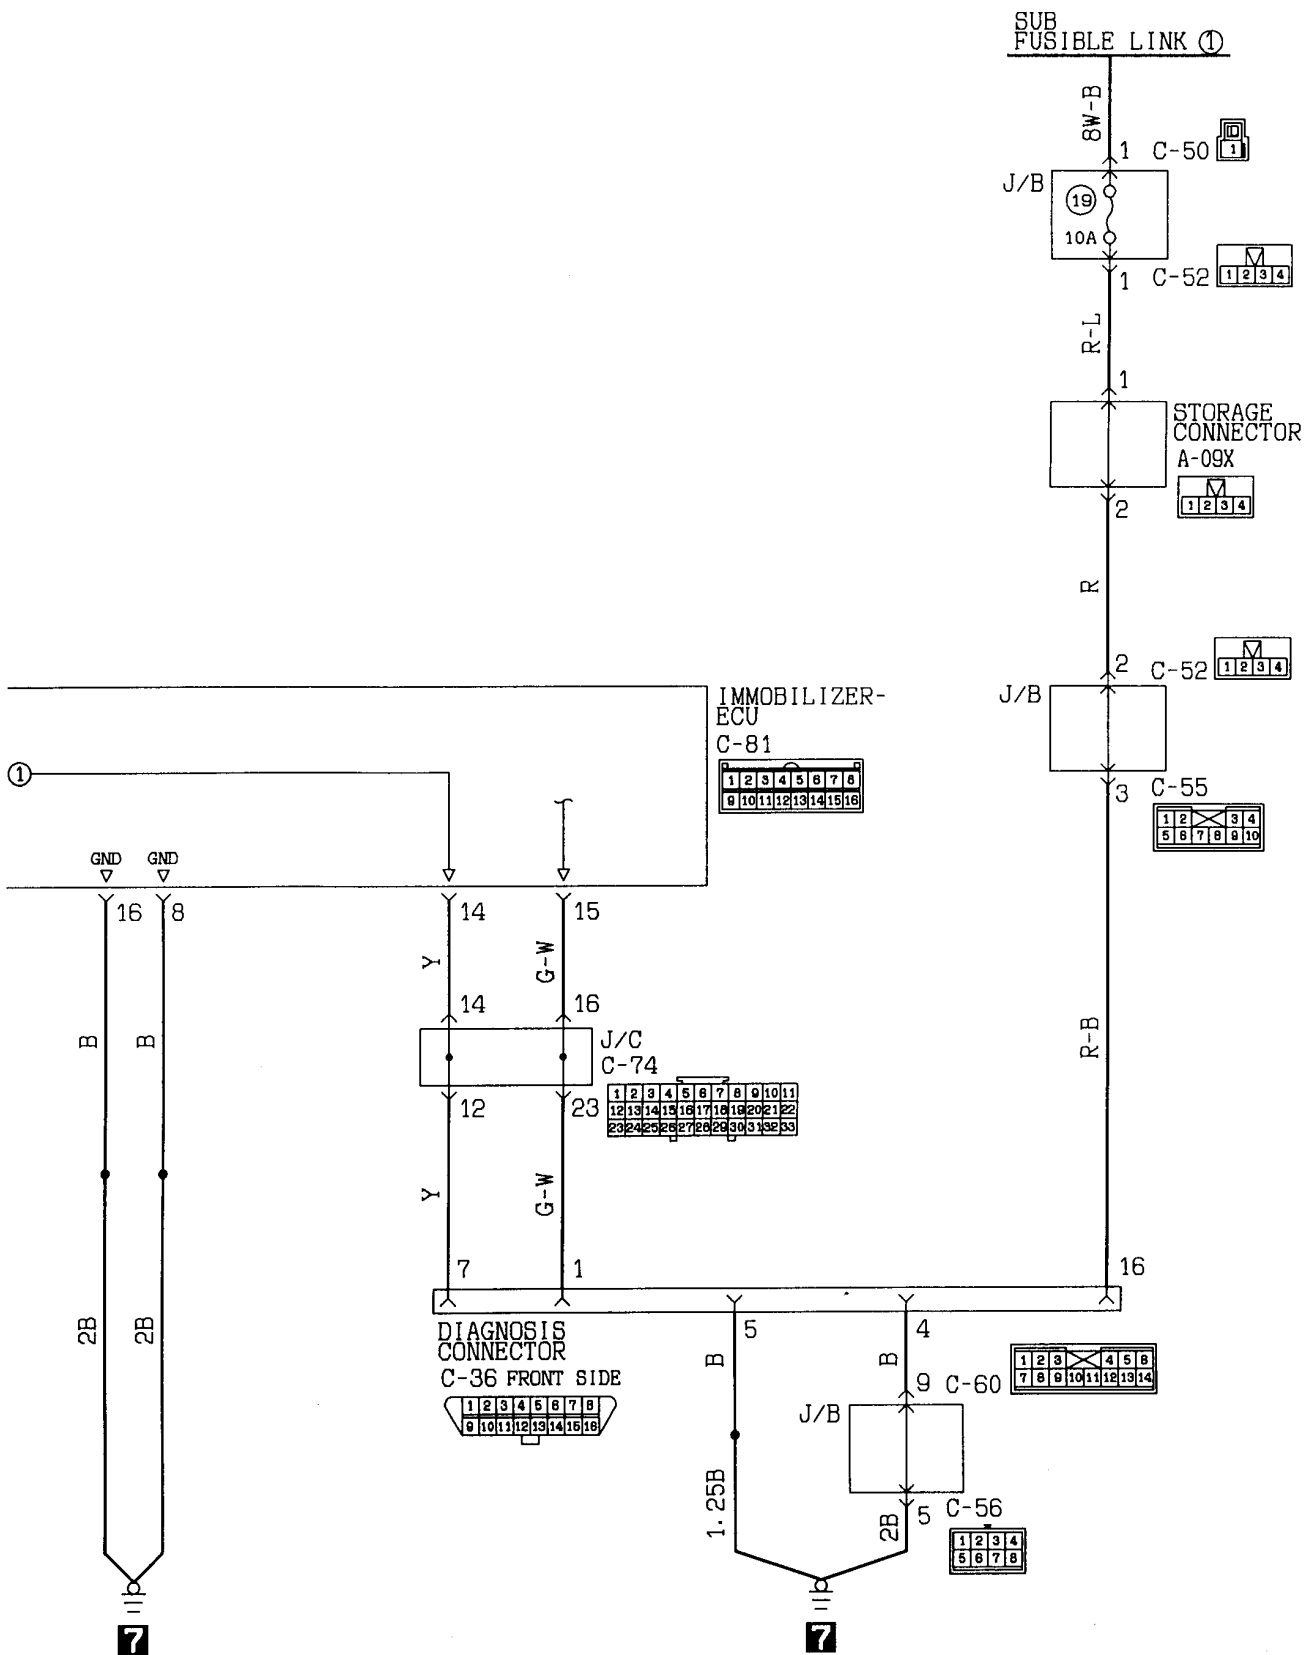 SUB
FUSIBLE LINK ①
8W-B
1 C-50
1
J/B
19
10A
1 C-52
1 2 3 4
R-L
1
STORAGE
CONNECTOR
A-09X
1 2 3 4
2
R
2 C-52
1 2 3 4
J/B
3 C-55
1 2 3 4
5 6 7 8 9 10
IMMOBILIZER-
ECU
C-81
1 2 3 4 5 6 7 8
9 10 11 12 13 14 15 16
①
GND GND
16 8 14 15
Y G-W
14 16
B B
J/C
C-74
1 2 3 4 5 6 7 8 9 10 11
12 13 14 15 16 17 18 19 20 21 22
23 24 25 26 27 28 29 30 31 32 33
12 23
R-B
Y G-W
7 1 16
2B 2B
DIAGNOSIS
CONNECTOR
C-36 FRONT SIDE
1 2 3 4 5 6 7 8
9 10 11 12 13 14 15 16
5 4
B B
9 C-60
1 2 3 4 5 6
7 8 9 10 11 12 13 14
J/B
1.25B
2B
5 C-56
1 2 3 4
5 6 7 8
7 7